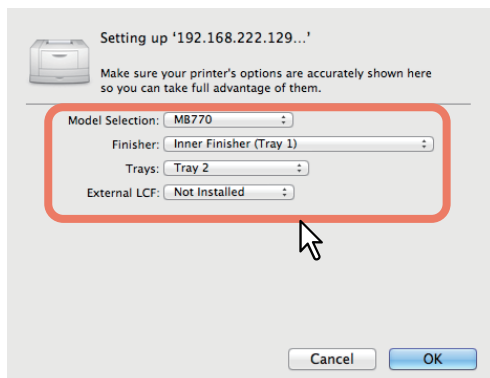 Setting up '192.168.222.129...'
Make sure your printer's options are accurately shown here
so you can take full advantage of them.
Model Selection: MB770
Finisher: Inner Finisher (Tray 1)
Trays: Tray 2
External LCF: Not Installed
Cancel OK